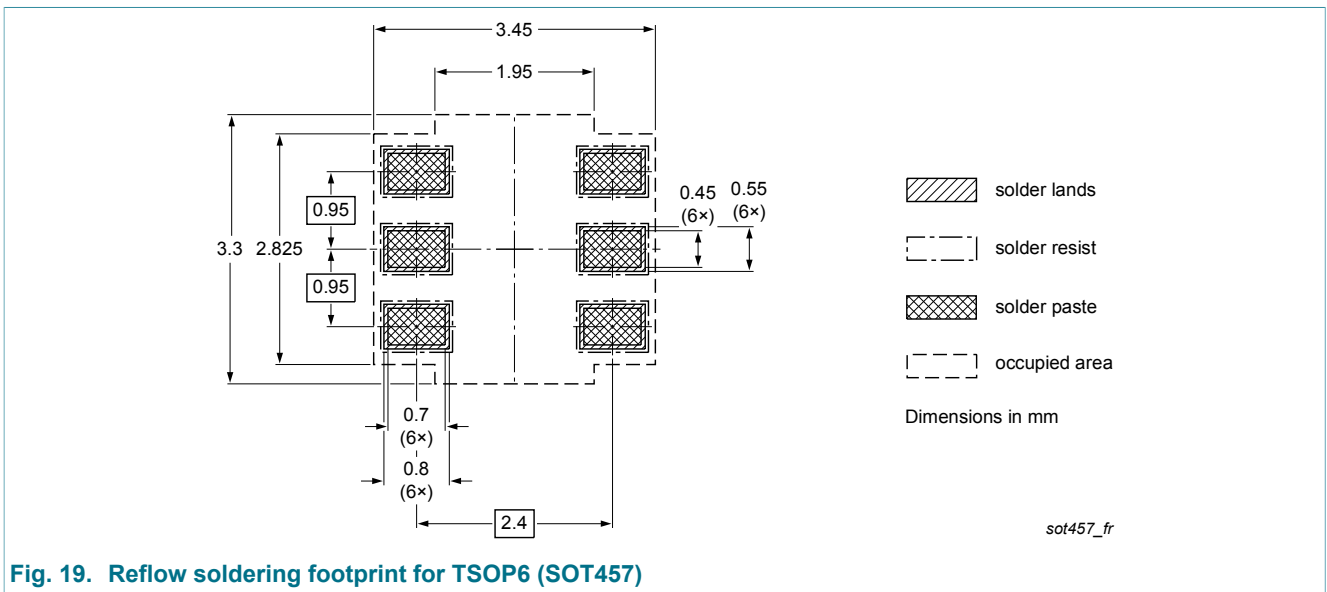 3.45
1.95
0.45
(6×)
0.55
(6×)
0.95
3.3
2.825
0.95
0.7
(6×)
0.8
(6×)
2.4
solder lands
solder resist
solder paste
occupied area
Dimensions in mm
sot457_fr
Fig. 19. Reflow soldering footprint for TSOP6 (SOT457)